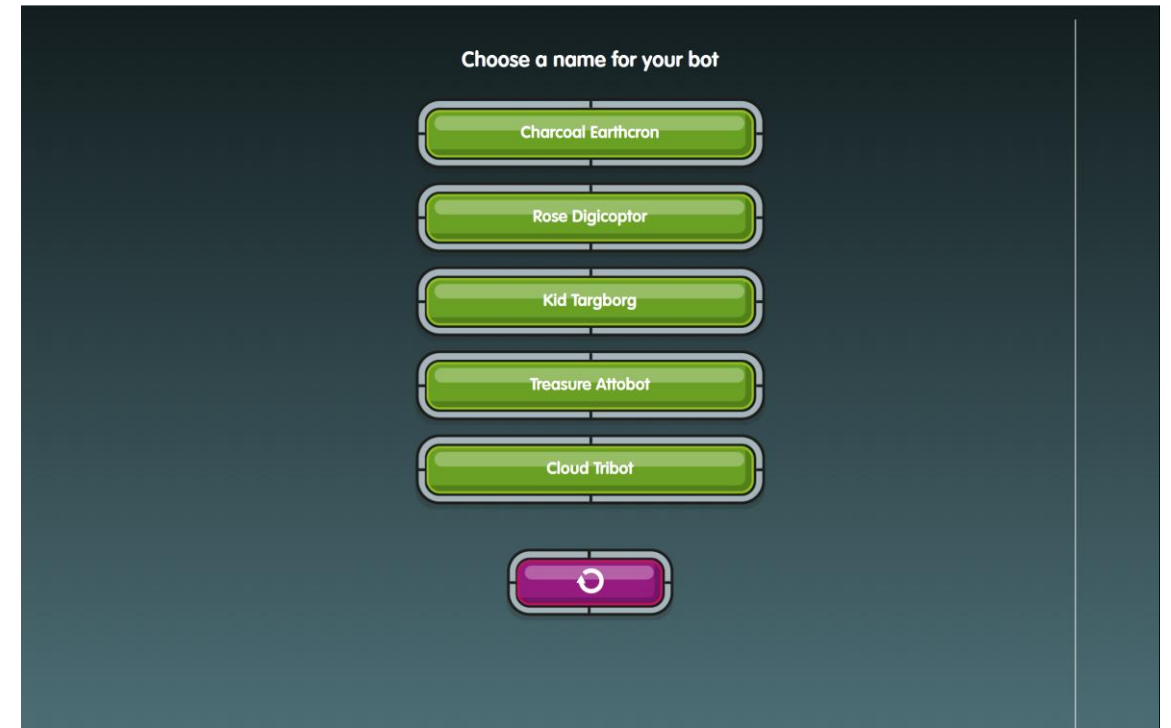 Choose a name for your bot
Charcoal Earthcron
Rose Digicoptor
Kid Targborg
Treasure Attobot
Cloud Tribot